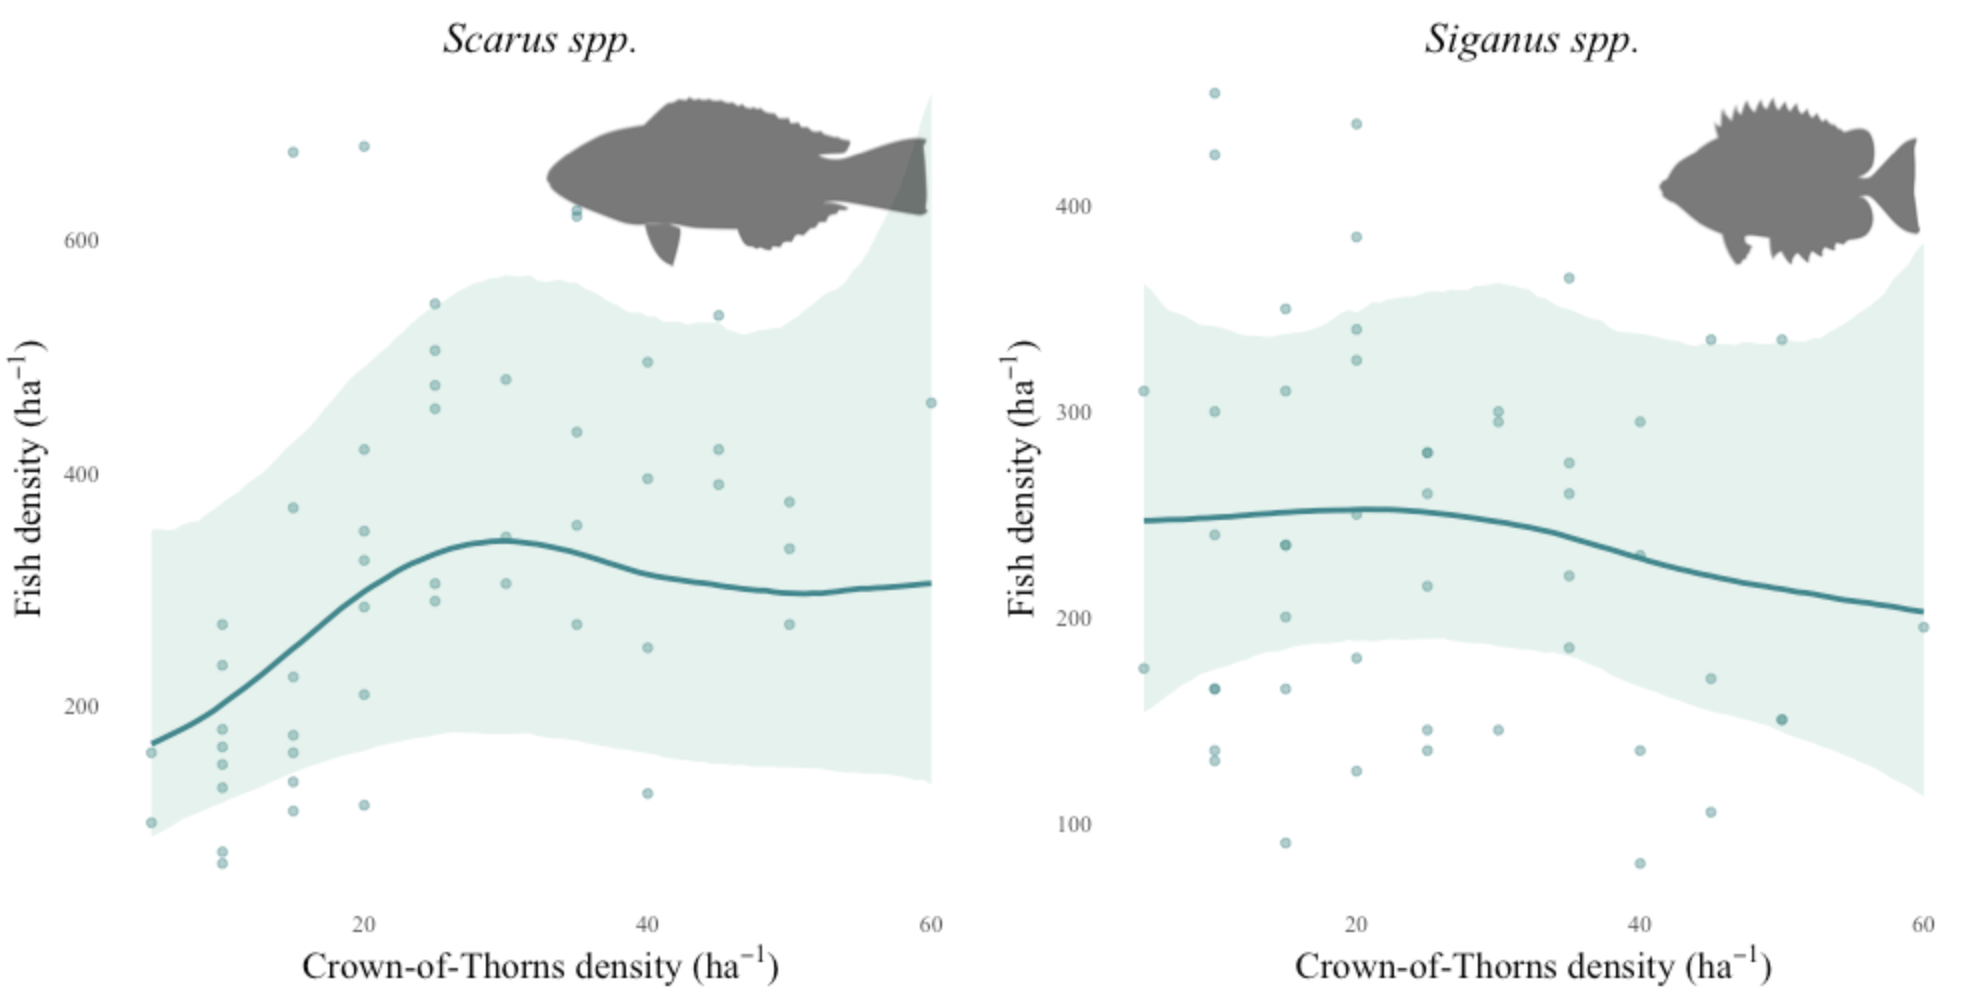 Scarus spp.
Siganus spp.
Fish density (ha⁻¹)
600
400
200
20
40
60
Crown-of-Thorns density (ha⁻¹)
Fish density (ha⁻¹)
400
300
200
100
20
40
60
Crown-of-Thorns density (ha⁻¹)